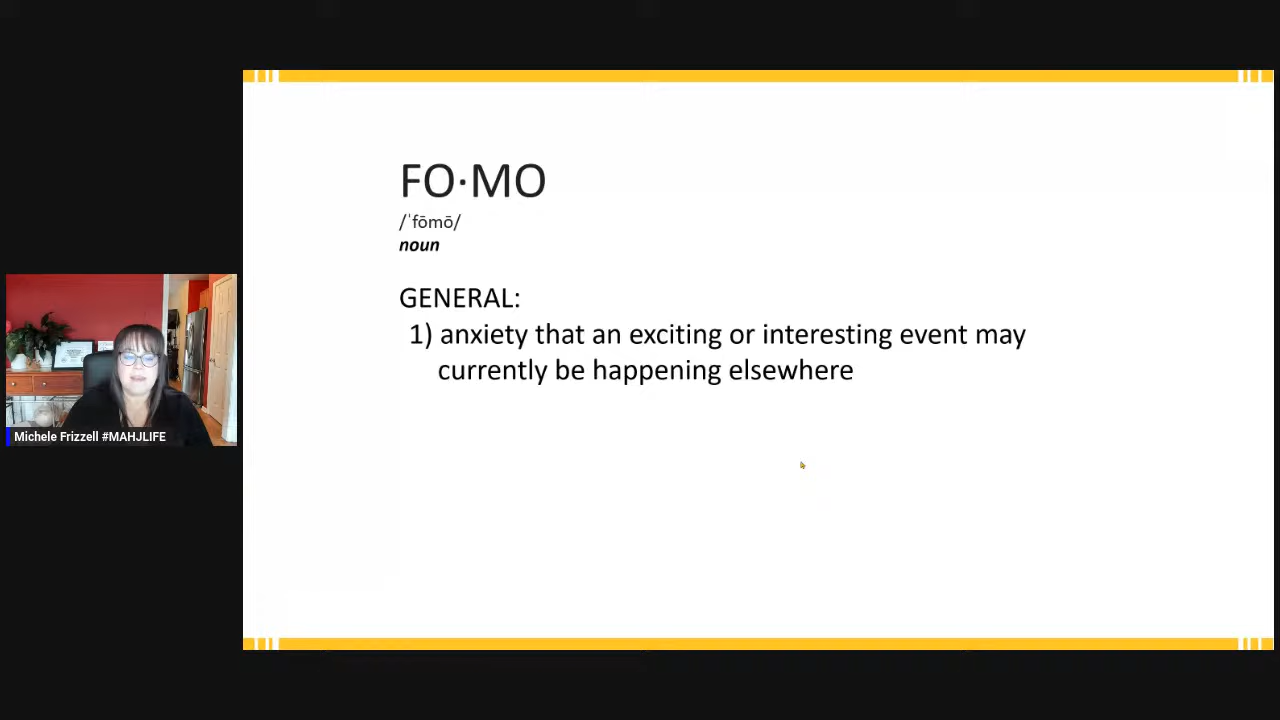 FO·MO
/ˈfōmō/
noun
GENERAL:
1) anxiety that an exciting or interesting event may
currently be happening elsewhere
Michele Frizzell #MAHJLIFE